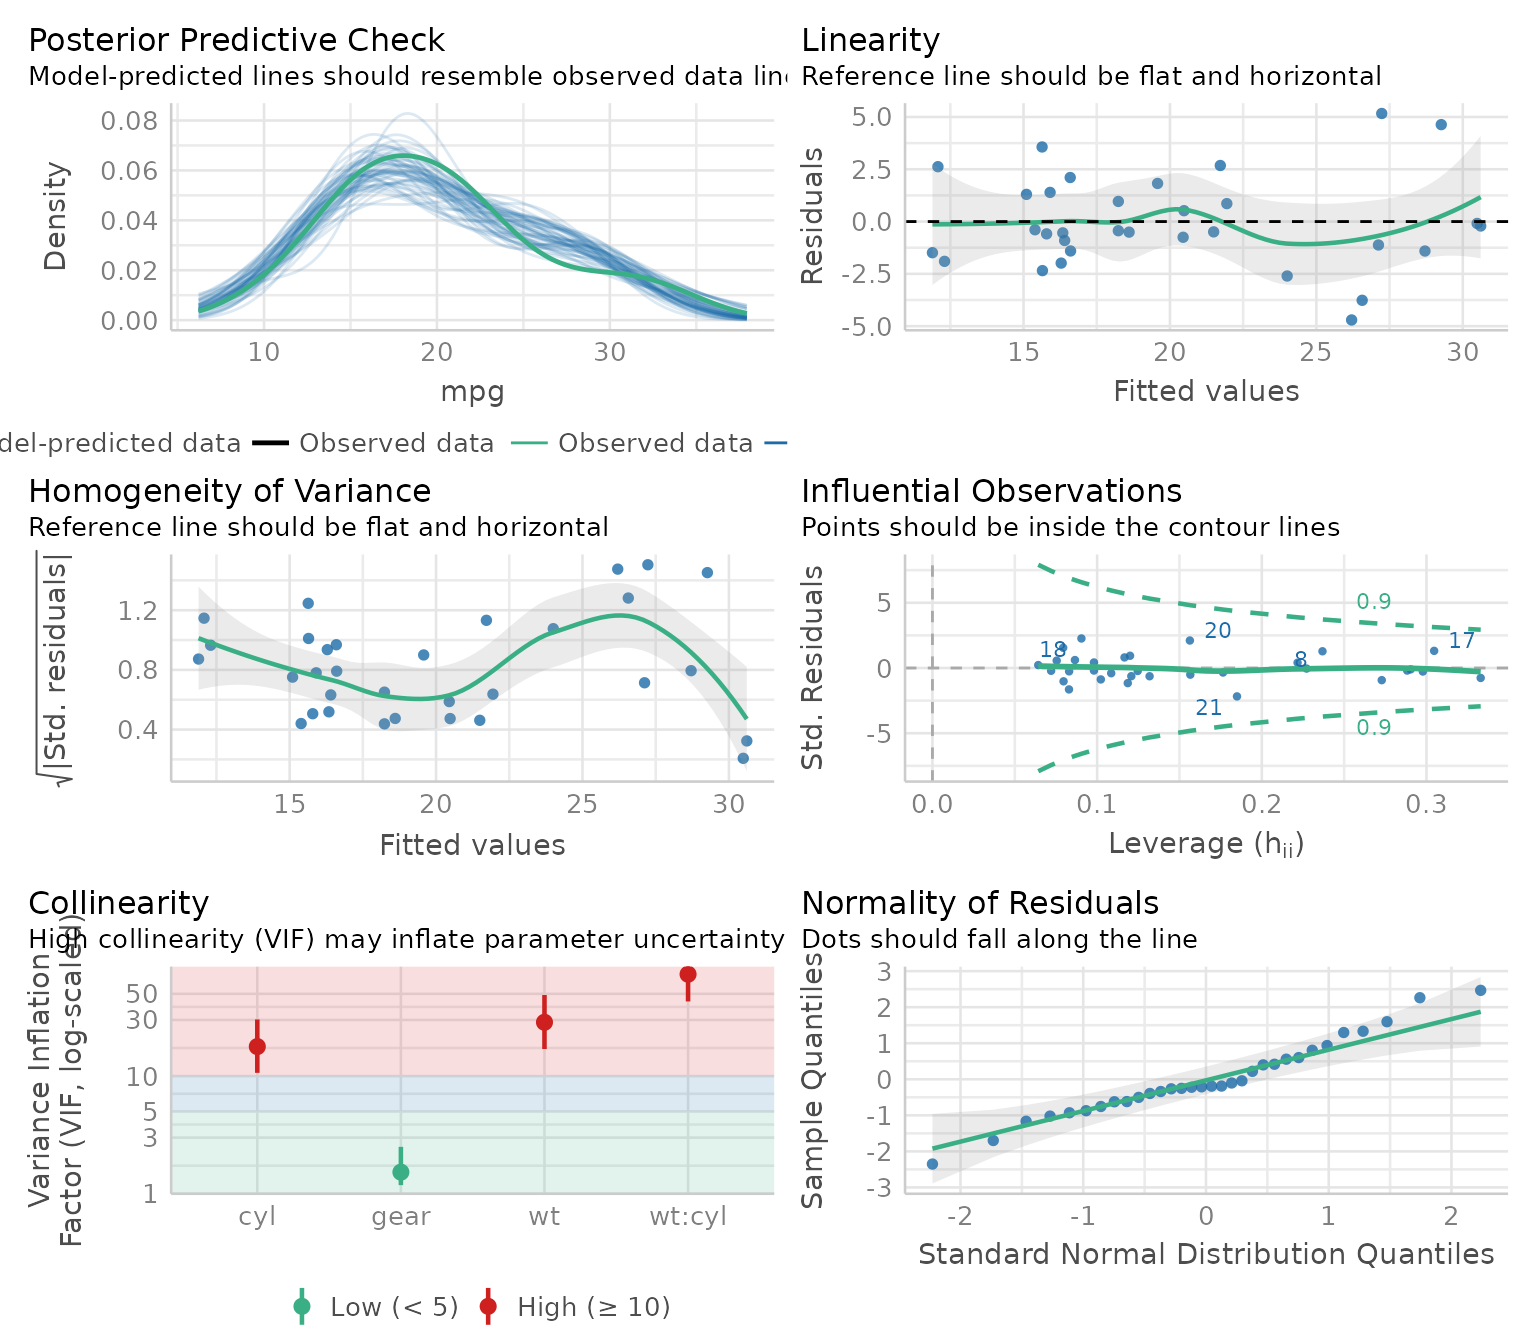 Posterior Predictive Check
Model-predicted lines should resemble observed data line
0.08
0.06
0.04
0.02
0.00
Density
10 20 30
mpg
del-predicted data Observed data Observed data
Linearity
Reference line should be flat and horizontal
5.0
2.5
0.0
-2.5
-5.0
Residuals
15 20 25 30
Fitted values
Homogeneity of Variance
Reference line should be flat and horizontal
1.2
0.8
0.4
√|Std. residuals|
15 20 25 30
Fitted values
Influential Observations
Points should be inside the contour lines
5
0
-5
Std. Residuals
0.9
20
17
18
8
21
0.9
0.0 0.1 0.2 0.3
Leverage (hii)
Collinearity
High collinearity (VIF) may inflate parameter uncertainty
50
30
10
5
3
1
Variance Inflation
Factor (VIF, log-scaled)
cyl gear wt wt:cyl
Low (< 5) High (≥ 10)
Normality of Residuals
Dots should fall along the line
3
2
1
0
-1
-2
-3
Sample Quantiles
-2 -1 0 1 2
Standard Normal Distribution Quantiles